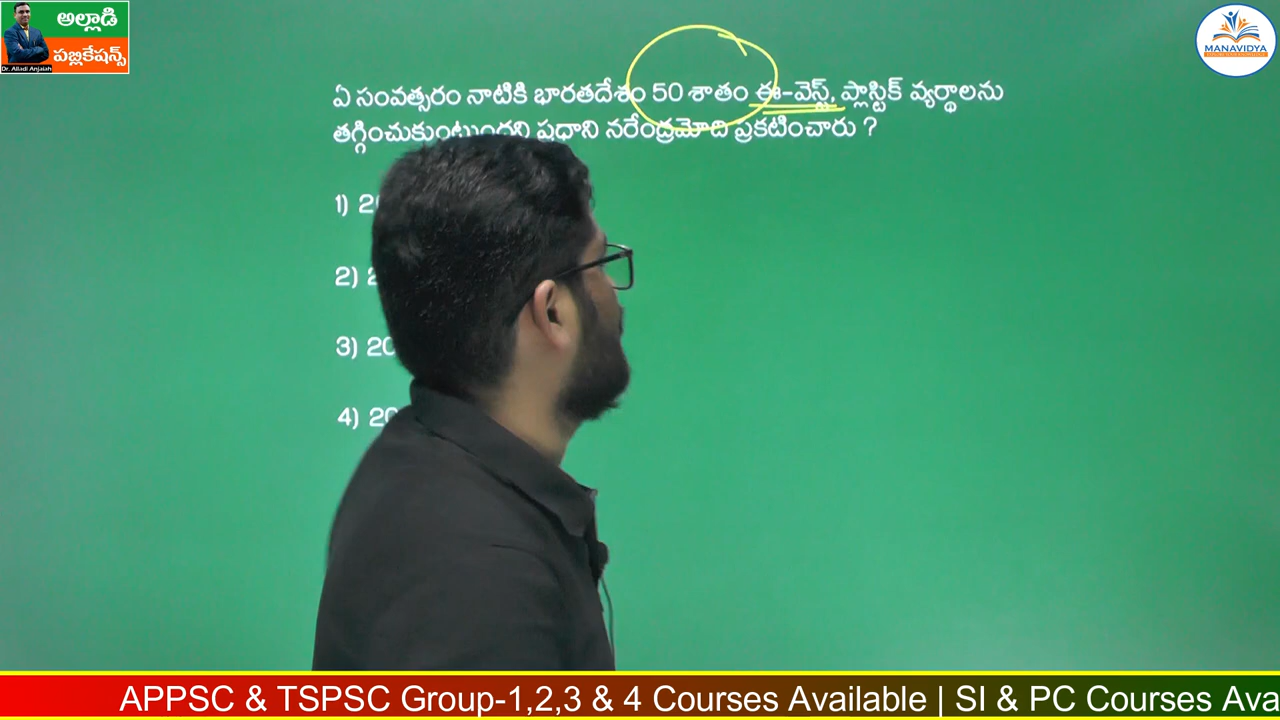 అల్లాడి
పబ్లికేషన్స్
Dr. Alladi Anjaiah
MANAVIDYA
ఏ సంవత్సరం నాటికి భారతదేశం 50 శాతం ఈ-వెస్ట్, ప్లాస్టిక్ వ్యర్థాలను
తగ్గించుకుంటుందని ప్రధాని నరేంద్రమోది ప్రకటించారు ?
1) 2
2) 2
3) 20
4) 20
APPSC & TSPSC Group-1,2,3 & 4 Courses Available | SI & PC Courses Ava